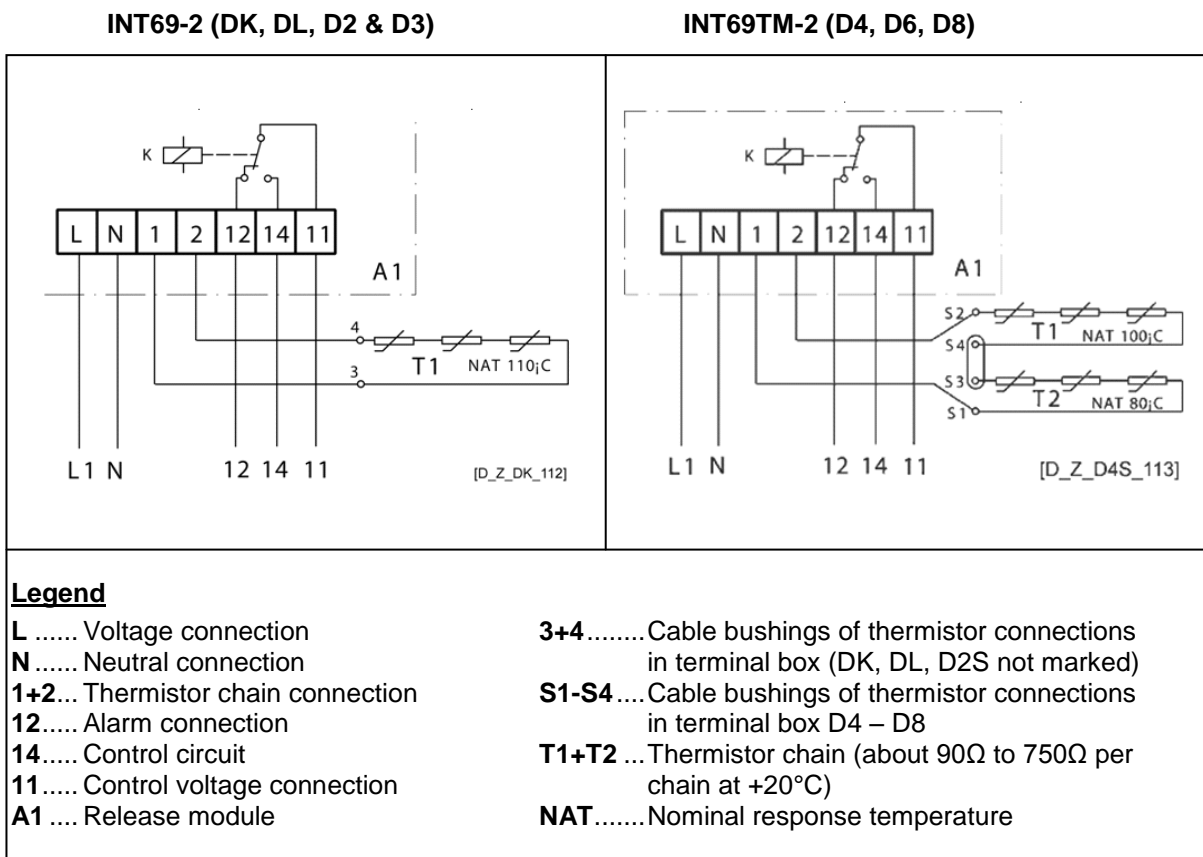 INT69-2 (DK, DL, D2 & D3)
INT69TM-2 (D4, D6, D8)
K
L N 1 2 12 14 11
A1
4
T1 NAT 110¡C
3
L1 N 12 14 11
[D_Z_DK_112]
K
L N 1 2 12 14 11
A1
S2
T1 NAT 100¡C
S4
S3
T2 NAT 80¡C
S1
L1 N 12 14 11
[D_Z_D4S_113]
Legend
L ...... Voltage connection
N ...... Neutral connection
1+2... Thermistor chain connection
12..... Alarm connection
14..... Control circuit
11..... Control voltage connection
A1 .... Release module
3+4........Cable bushings of thermistor connections
in terminal box (DK, DL, D2S not marked)
S1-S4....Cable bushings of thermistor connections
in terminal box D4 – D8
T1+T2 ...Thermistor chain (about 90Ω to 750Ω per
chain at +20°C)
NAT.......Nominal response temperature